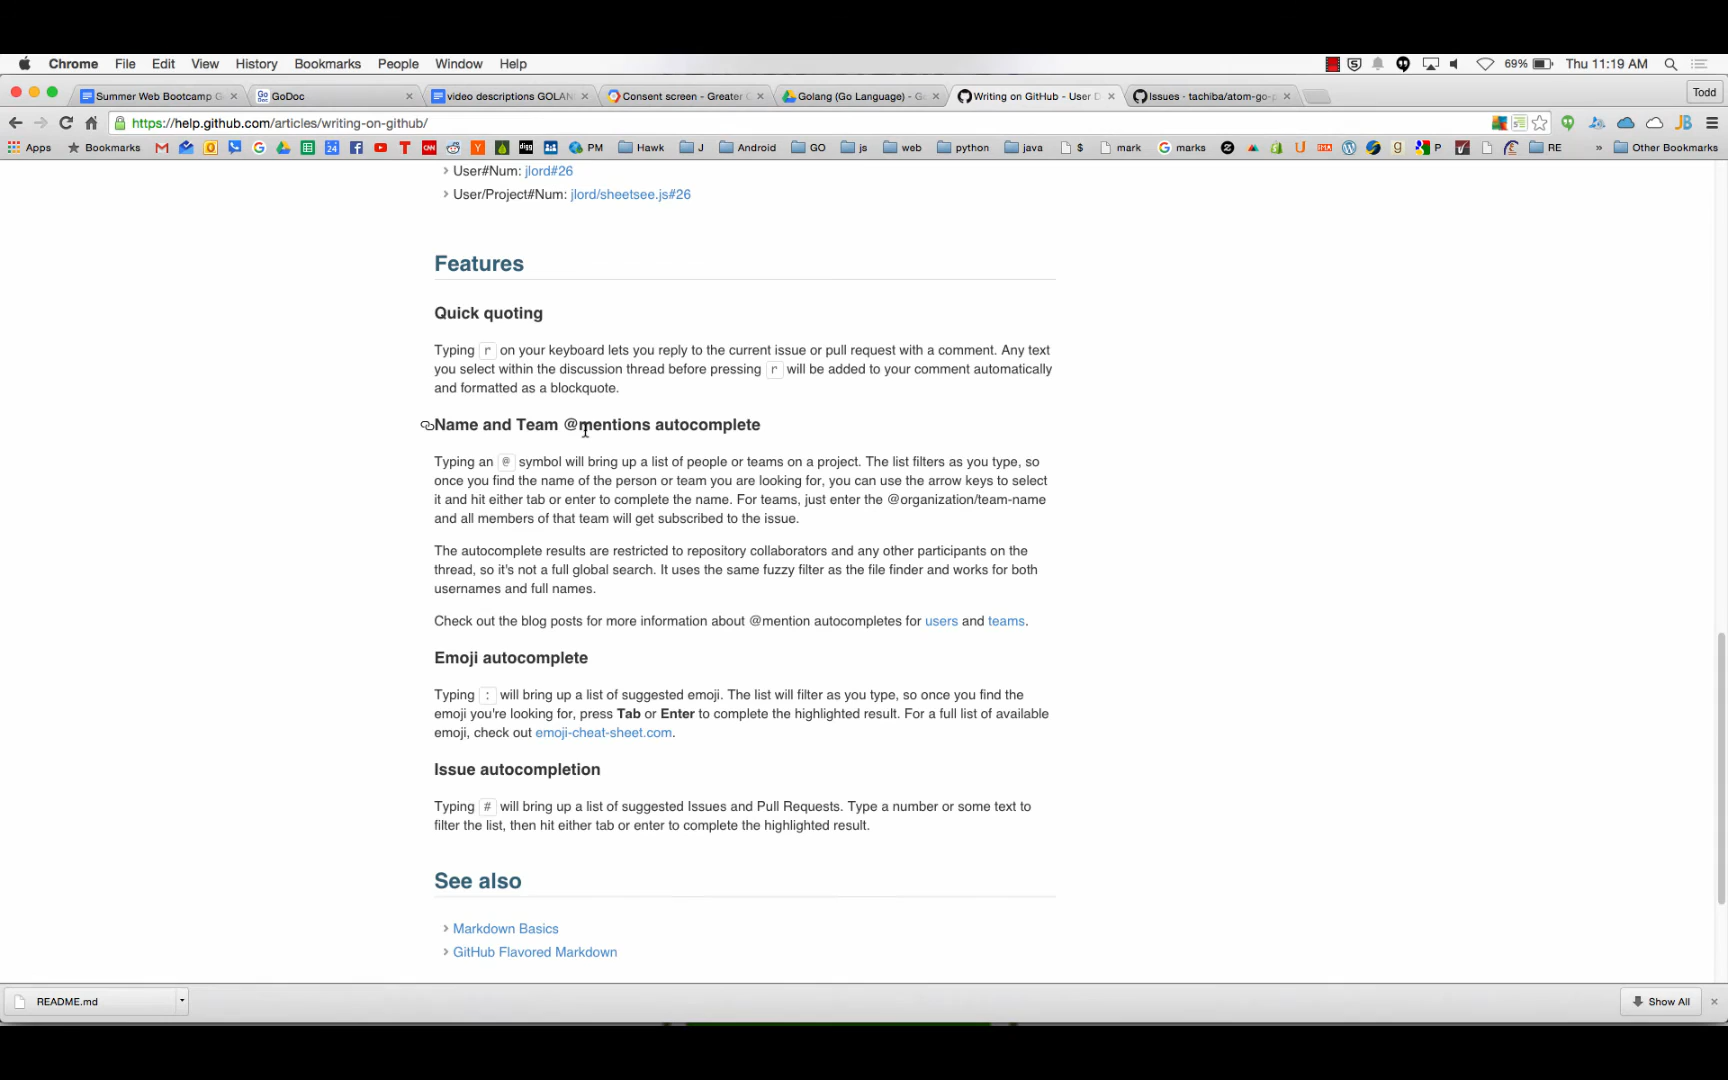 Chrome File Edit View History Bookmarks People Window Help 69% Thu 11:19 AM
Summer Web Bootcamp G GoDoc video descriptions GOLAN Consent screen - Greater C Golang (Go Language) - G Writing on GitHub - User D Issues - tachiba/atom-go-p Todd
https://help.github.com/articles/writing-on-github/
Apps Bookmarks PM Hawk J Android GO js web python java $ mark marks P RE » Other Bookmarks
User#Num: jlord#26
User/Project#Num: jlord/sheetsee.js#26
Features
Quick quoting
Typing r on your keyboard lets you reply to the current issue or pull request with a comment. Any text
you select within the discussion thread before pressing r will be added to your comment automatically
and formatted as a blockquote.
Name and Team @mentions autocomplete
Typing an @ symbol will bring up a list of people or teams on a project. The list filters as you type, so
once you find the name of the person or team you are looking for, you can use the arrow keys to select
it and hit either tab or enter to complete the name. For teams, just enter the @organization/team-name
and all members of that team will get subscribed to the issue.
The autocomplete results are restricted to repository collaborators and any other participants on the
thread, so it's not a full global search. It uses the same fuzzy filter as the file finder and works for both
usernames and full names.
Check out the blog posts for more information about @mention autocompletes for users and teams.
Emoji autocomplete
Typing : will bring up a list of suggested emoji. The list will filter as you type, so once you find the
emoji you're looking for, press Tab or Enter to complete the highlighted result. For a full list of available
emoji, check out emoji-cheat-sheet.com.
Issue autocompletion
Typing # will bring up a list of suggested Issues and Pull Requests. Type a number or some text to
filter the list, then hit either tab or enter to complete the highlighted result.
See also
Markdown Basics
GitHub Flavored Markdown
README.md Show All